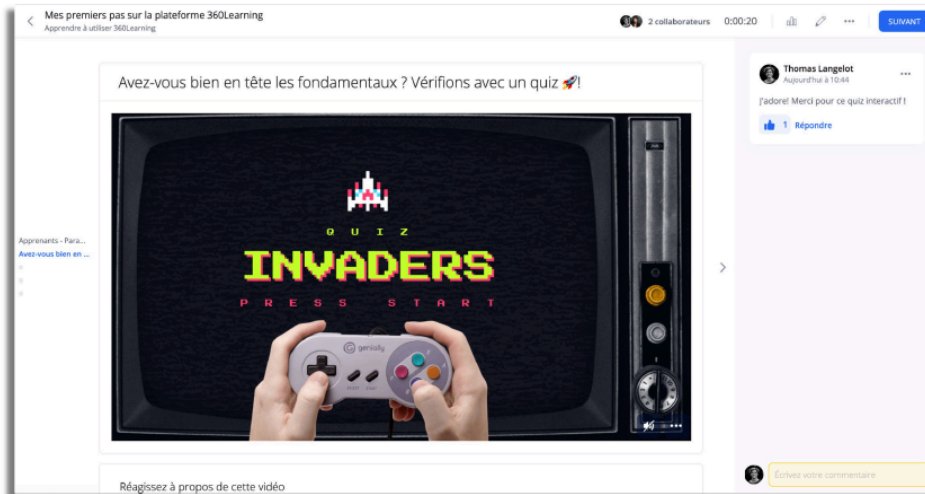 Mes premiers pas sur la plateforme 360Learning
Apprendre à utiliser 360Learning
2 collaborateurs
0:00:20
SUIVANT
Apprenants - Para...
Avez-vous bien en ...
Avez-vous bien en tête les fondamentaux ? Vérifions avec un quiz 🚀!
QUIZ
INVADERS
PRESS START
genially
Réagissez à propos de cette vidéo
Thomas Langelot
Aujourd'hui à 10:44
J'adore! Merci pour ce quiz interactif !
1 Répondre
Écrivez votre commentaire